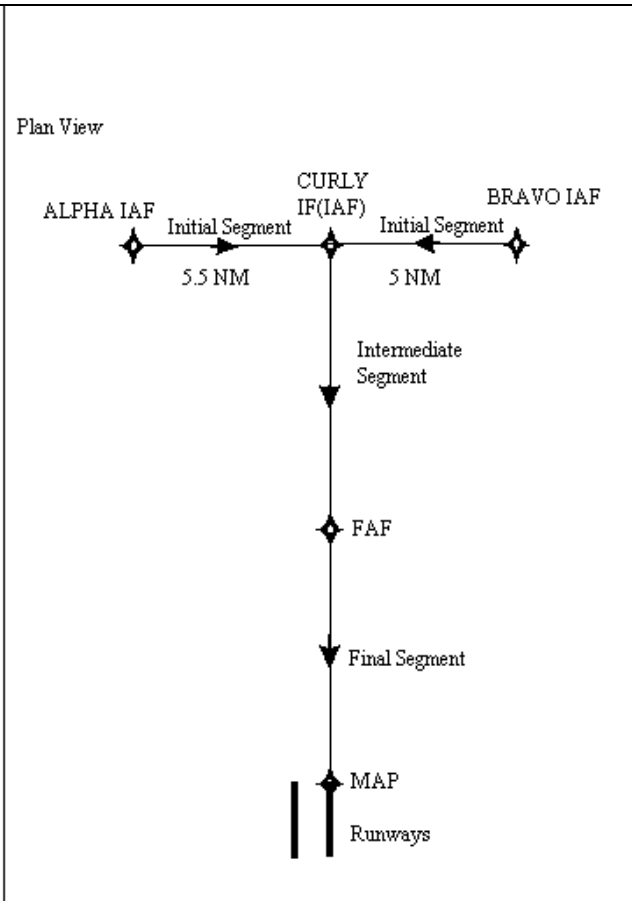 Plan View
CURLY
IF(IAF)
ALPHA IAF
BRAVO IAF
Initial Segment
Initial Segment
5.5 NM
5 NM
Intermediate
Segment
FAF
Final Segment
MAP
Runways